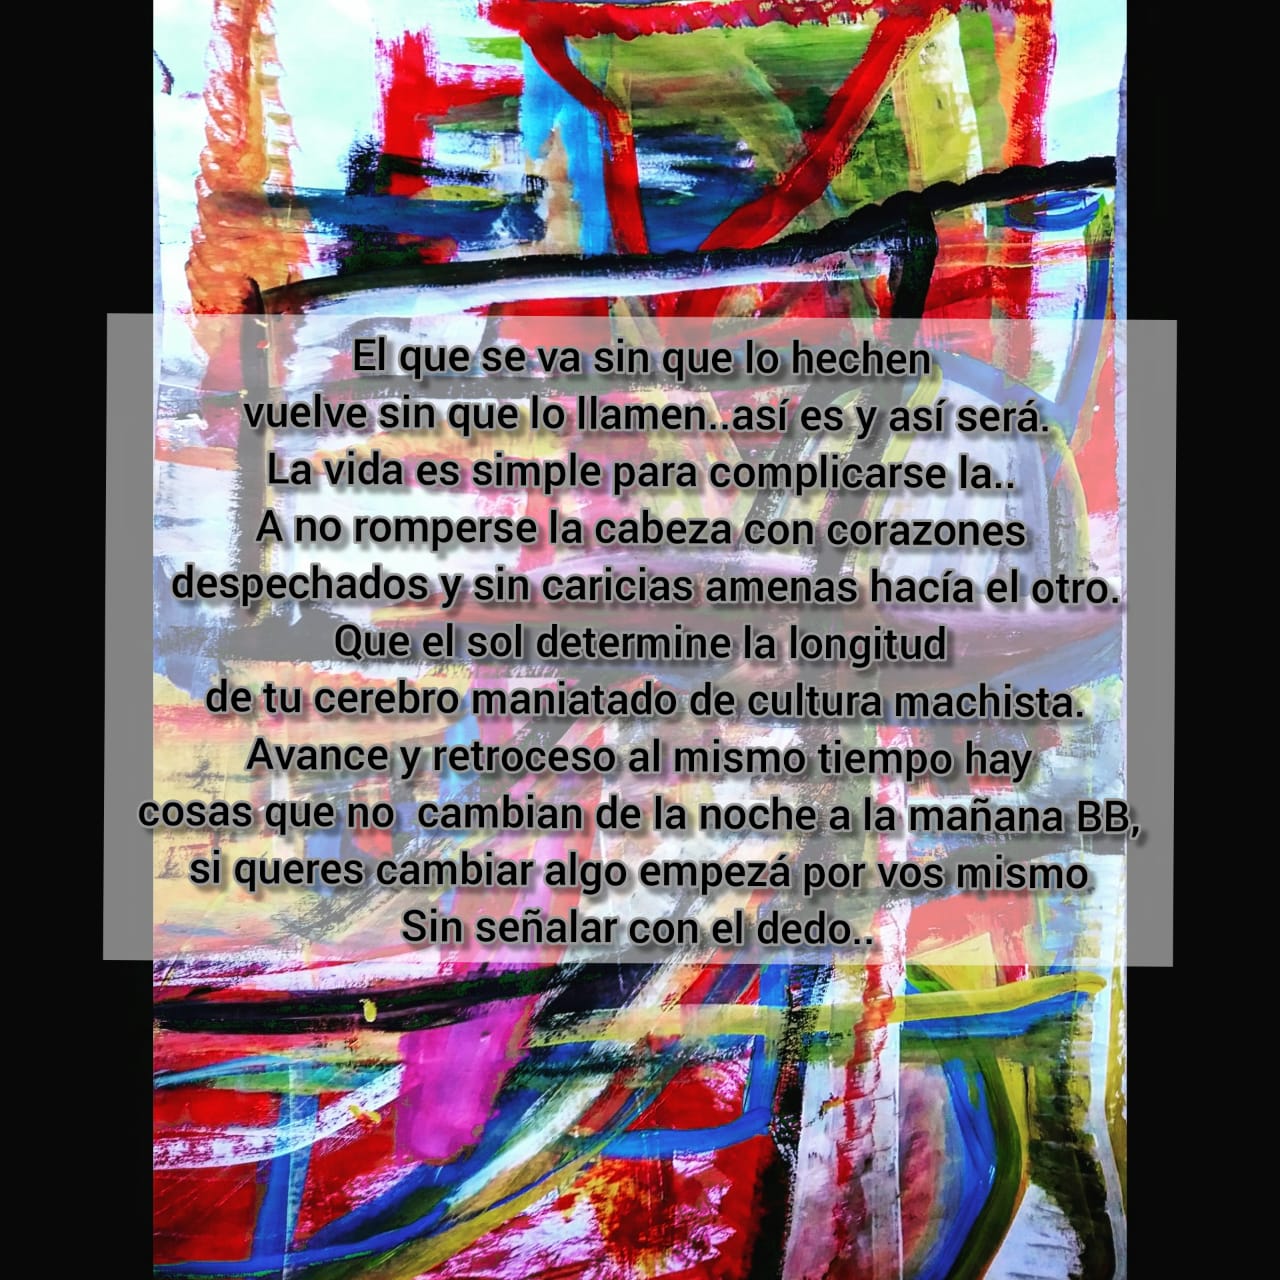 El que se va sin que lo hechen
vuelve sin que lo llamen..así es y así será.
La vida es simple para complicarse la..
A no romperse la cabeza con corazones
despechados y sin caricias amenas hacía el otro.
Que el sol determine la longitud
de tu cerebro maniatado de cultura machista.
Avance y retroceso al mismo tiempo hay
cosas que no  cambian de la noche a la mañana BB,
si queres cambiar algo empezá por vos mismo
Sin señalar con el dedo..